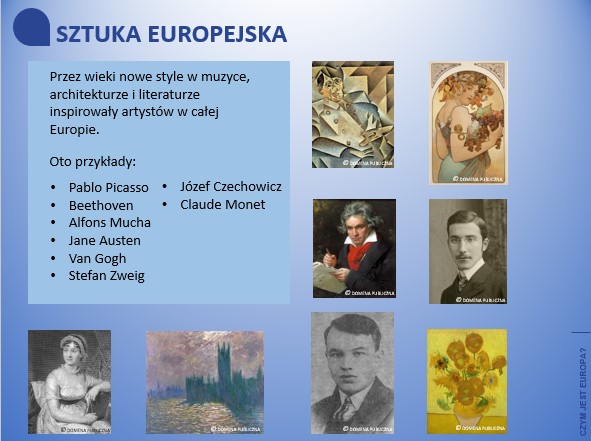 SZTUKA EUROPEJSKA
Przez wieki nowe style w muzyce,
architekturze i literaturze
inspirowały artystów w całej
Europie.
Oto przykłady:
• Pablo Picasso
• Beethoven
• Alfons Mucha
• Jane Austen
• Van Gogh
• Stefan Zweig
• Józef Czechowicz
• Claude Monet
© DOMENA PUBLICZNA
© DOMENA PUBLICZNA
© DOMENA PUBLICZNA
© DOMENA PUBLICZNA
© DOMENA PUBLICZNA
© DOMENA PUBLICZNA
© DOMENA PUBLICZNA
© DOMENA PUBLICZNA
CZYM JEST EUROPA?